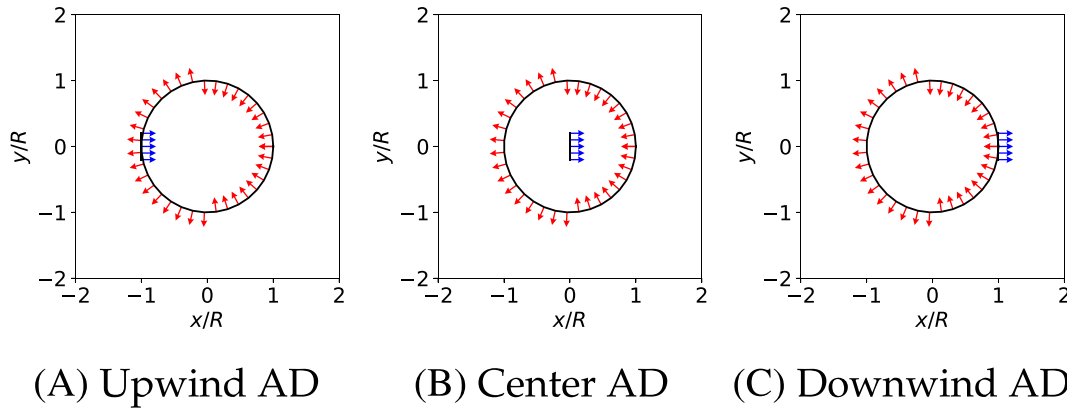 2 2 2
1 1 1
y/R 0 y/R 0 y/R 0
−1 −1 −1
−2 −2 −2
−2 −1 0 1 2 −2 −1 0 1 2 −2 −1 0 1 2
x/R x/R x/R
(A) Upwind AD (B) Center AD (C) Downwind AD